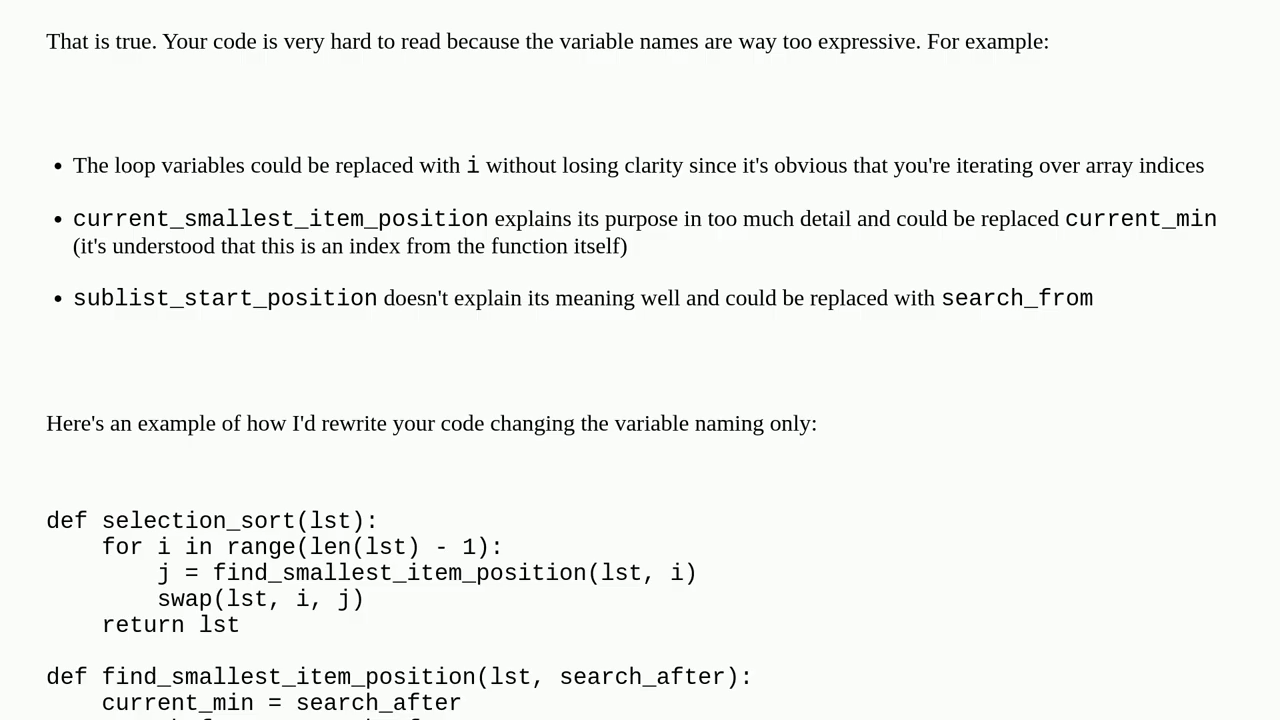 That is true. Your code is very hard to read because the variable names are way too expressive. For example:
The loop variables could be replaced with i without losing clarity since it's obvious that you're iterating over array indices
current_smallest_item_position explains its purpose in too much detail and could be replaced current_min
(it's understood that this is an index from the function itself)
sublist_start_position doesn't explain its meaning well and could be replaced with search_from
Here's an example of how I'd rewrite your code changing the variable naming only:
def selection_sort(lst):
    for i in range(len(lst) - 1):
        j = find_smallest_item_position(lst, i)
        swap(lst, i, j)
    return lst
def find_smallest_item_position(lst, search_after):
    current_min = search_after